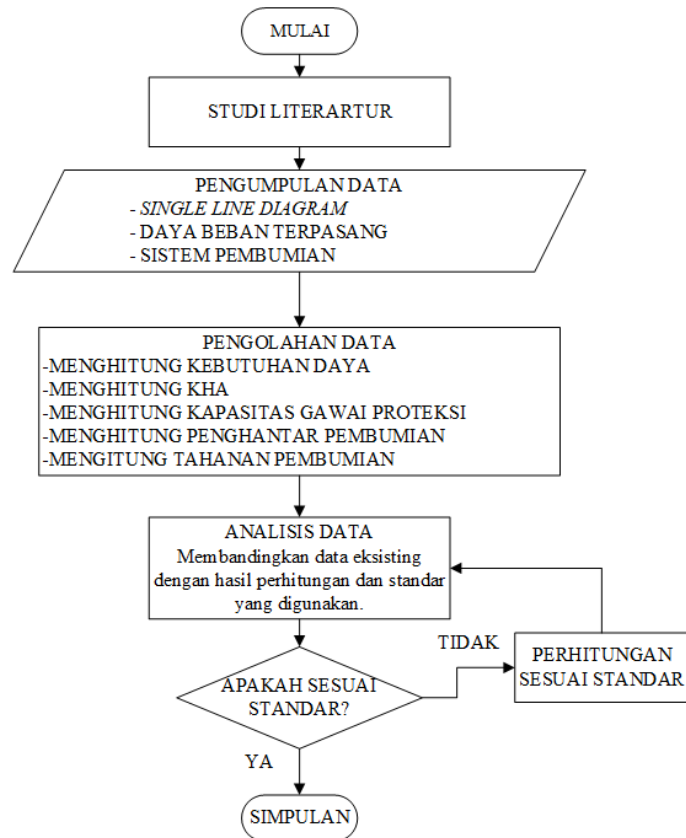 MULAI
STUDI LITERARTUR
PENGUMPULAN DATA
- SINGLE LINE DIAGRAM
- DAYA BEBAN TERPASANG
- SISTEM PEMBUMIAN
PENGOLAHAN DATA
-MENGHITUNG KEBUTUHAN DAYA
-MENGHITUNG KHA
-MENGHITUNG KAPASITAS GAWAI PROTEKSI
-MENGHITUNG PENGHANTAR PEMBUMIAN
-MENGITUNG TAHANAN PEMBUMIAN
ANALISIS DATA
Membandingkan data eksisting
dengan hasil perhitungan dan standar
yang digunakan.
APAKAH SESUAI
STANDAR?
TIDAK
PERHITUNGAN
SESUAI STANDAR
YA
SIMPULAN